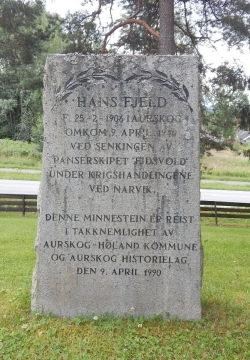 HANS FJELD
F. 25-2-1906 I AURSKOG
OMKOM 9. APRIL 1940
VED SENKINGEN AV
PANSERSKIPET "EIDSVOLD"
UNDER KRIGSHANDLINGENE
VED NARVIK.
DENNE MINNESTEIN ER REIST
I TAKKNEMLIGHET AV
AURSKOG-HØLAND KOMMUNE
OG AURSKOG HISTORIELAG
DEN 9. APRIL 1990